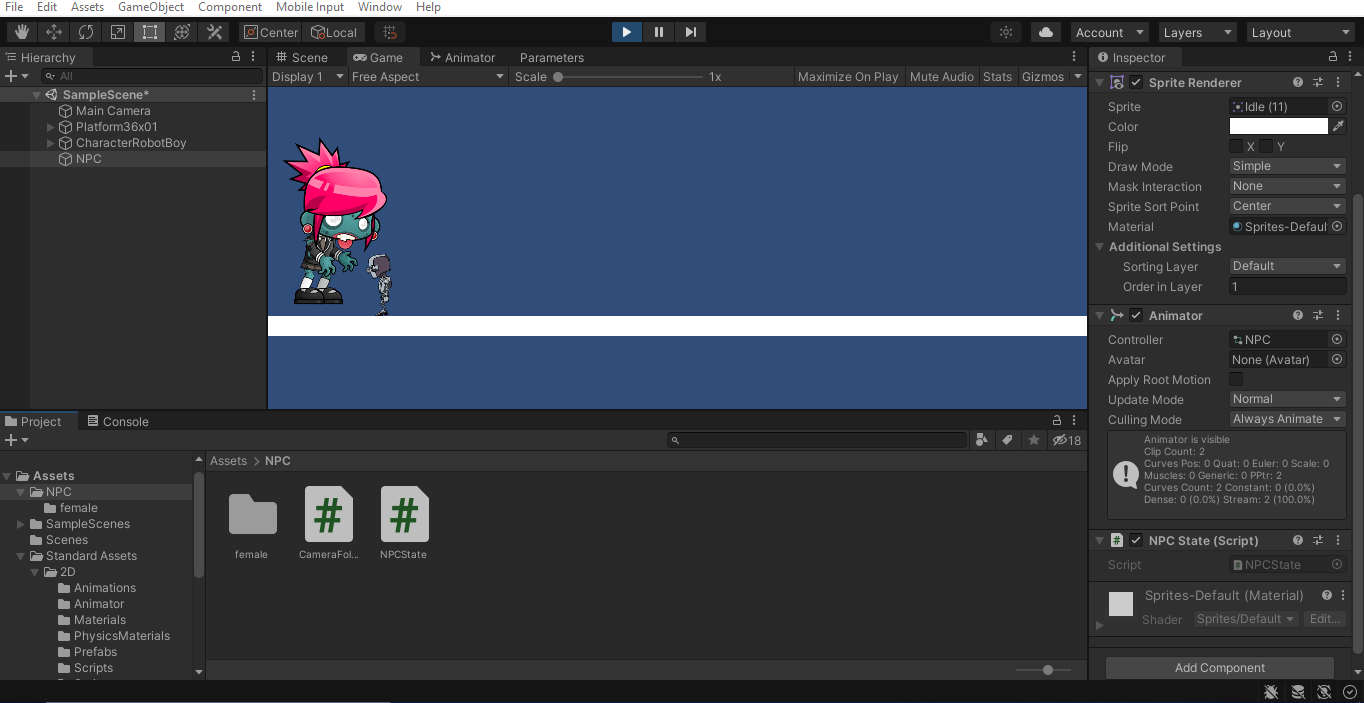 File Edit Assets GameObject Component Mobile Input Window Help
Center Local Account Layers Layout
Hierarchy
All
SampleScene*
Main Camera
Platform36x01
CharacterRobotBoy
NPC
Scene Game Animator Parameters
Display 1 Free Aspect Scale 1x Maximize On Play Mute Audio Stats Gizmos
Project Console
18
Assets
NPC
female
SampleScenes
Scenes
Standard Assets
2D
Animations
Animator
Materials
PhysicsMaterials
Prefabs
Scripts
Assets > NPC
female CameraFol... NPCState
Inspector
Sprite Renderer
Sprite Idle (11)
Color
Flip X Y
Draw Mode Simple
Mask Interaction None
Sprite Sort Point Center
Material Sprites-Defaul
Additional Settings
Sorting Layer Default
Order in Layer 1
Animator
Controller NPC
Avatar None (Avatar)
Apply Root Motion
Update Mode Normal
Culling Mode Always Animate
Animator is visible
Clip Count: 2
Curves Pos: 0 Quat: 0 Euler: 0 Scale: 0
Muscles: 0 Generic: 0 PPtr: 2
Curves Count: 2 Constant: 0 (0.0%)
Dense: 0 (0.0%) Stream: 2 (100.0%)
NPC State (Script)
Script NPCState
Sprites-Default (Material)
Shader Sprites/Default Edit...
Add Component